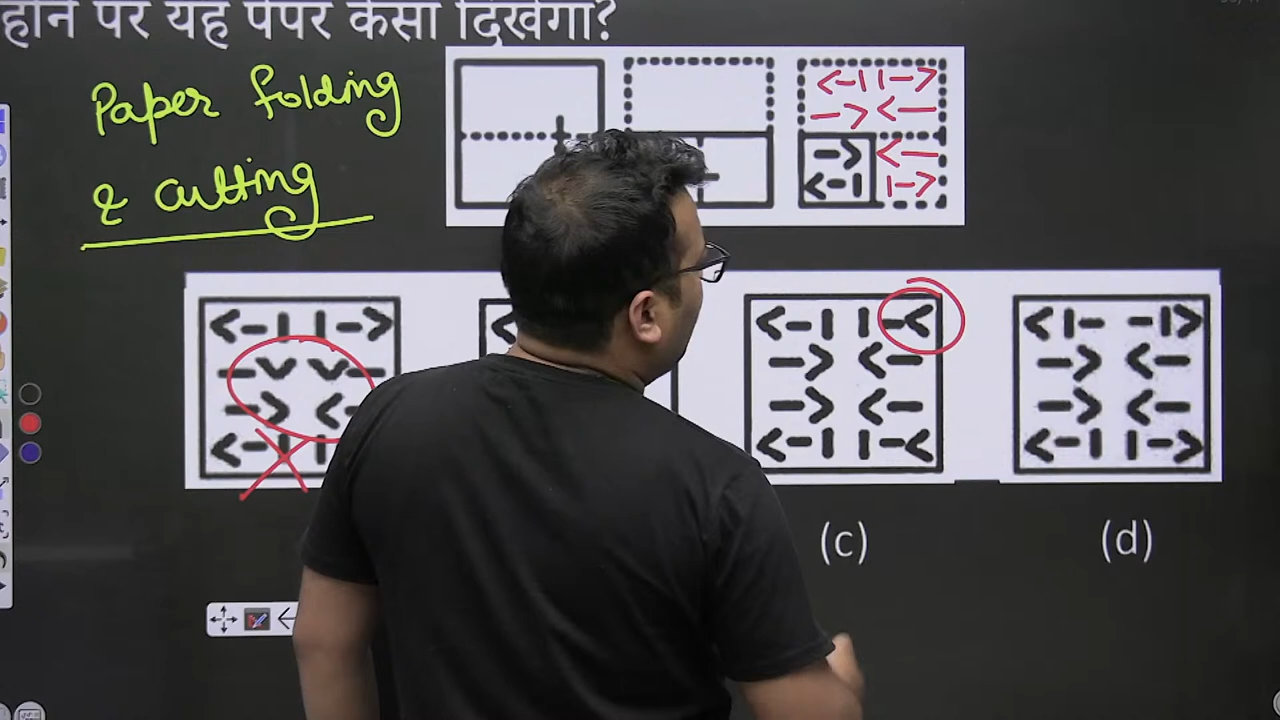 होने पर यह पेपर कैसा दिखेगा?
Paper folding
& cutting
(c) (d)